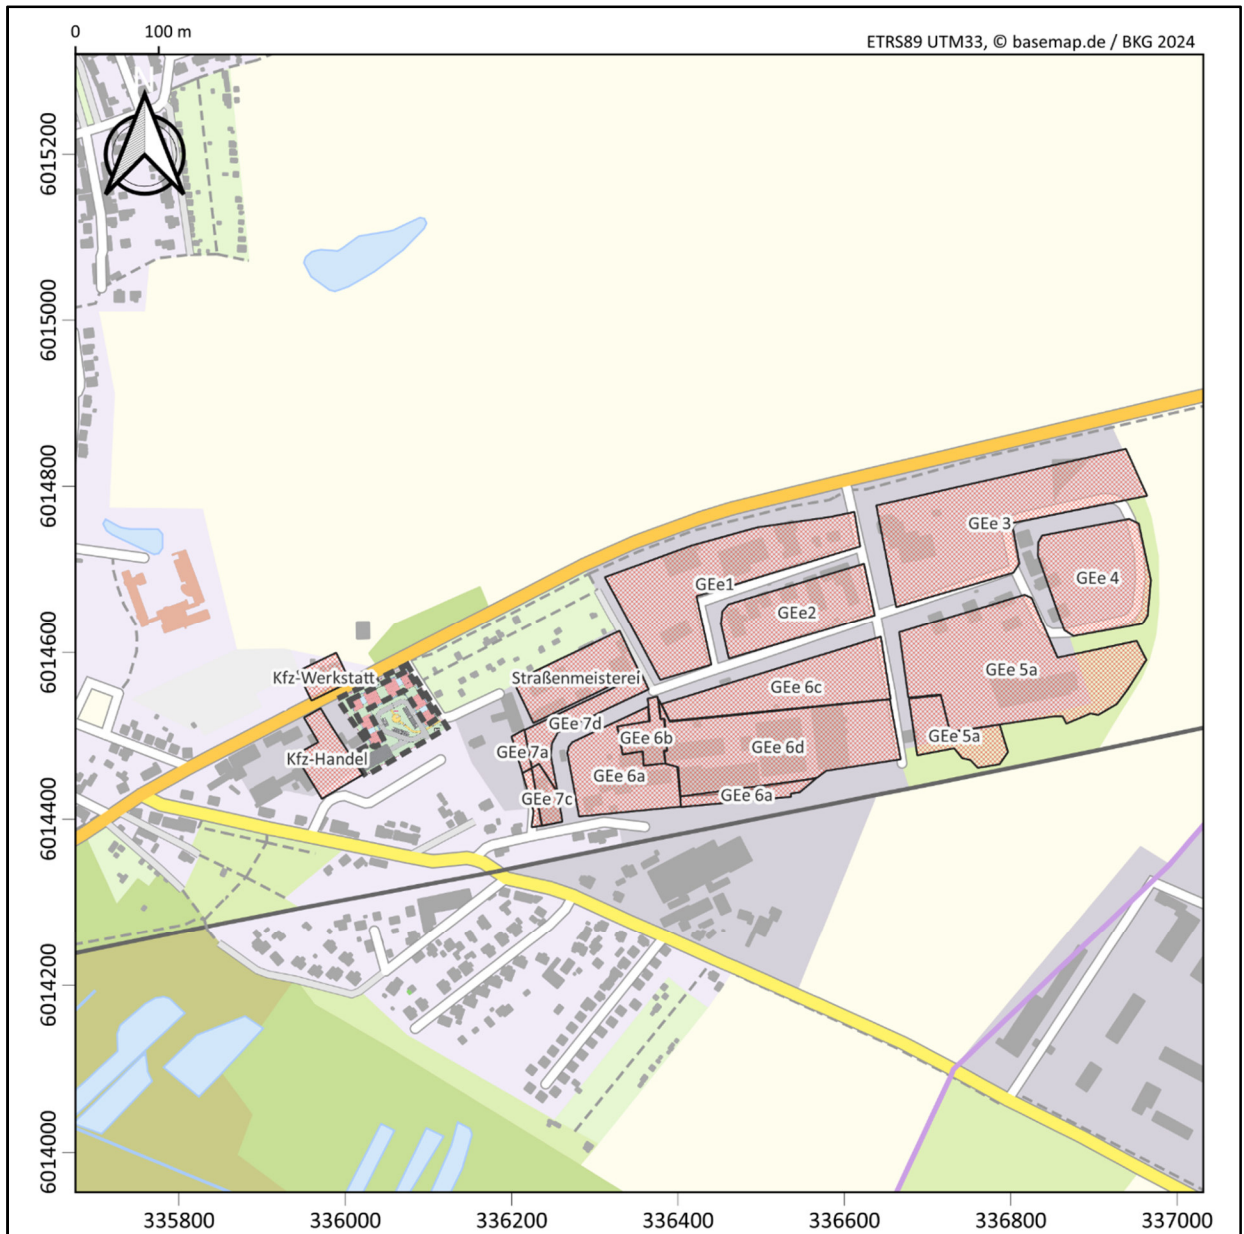 0 100 m
ETRS89 UTM33, © basemap.de / BKG 2024
N
6015200
6015000
6014800
6014600
6014400
6014200
6014000
GEe 3
GEe1
GEe 4
GEe2
Kfz-Werkstatt
Straßenmeisterei
GEe 6c
GEe 5a
GEe 7d
GEe 6b
GEe 5a
GEe 7a
GEe 6d
Kfz-Handel
GEe 6a
GEe 7c
GEe 6a
335800 336000 336200 336400 336600 336800 337000